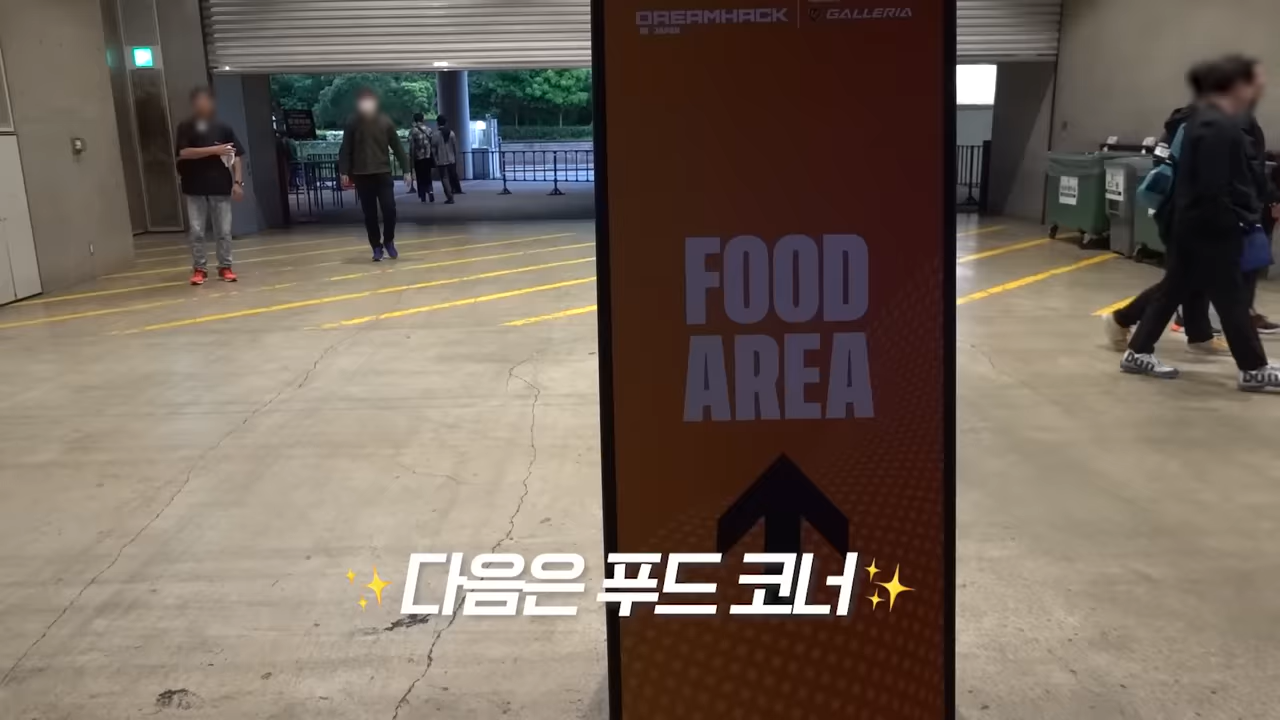 DREAMHACK
JAPAN
GALLERIA
FOOD
AREA
✨다음은 푸드 코너✨